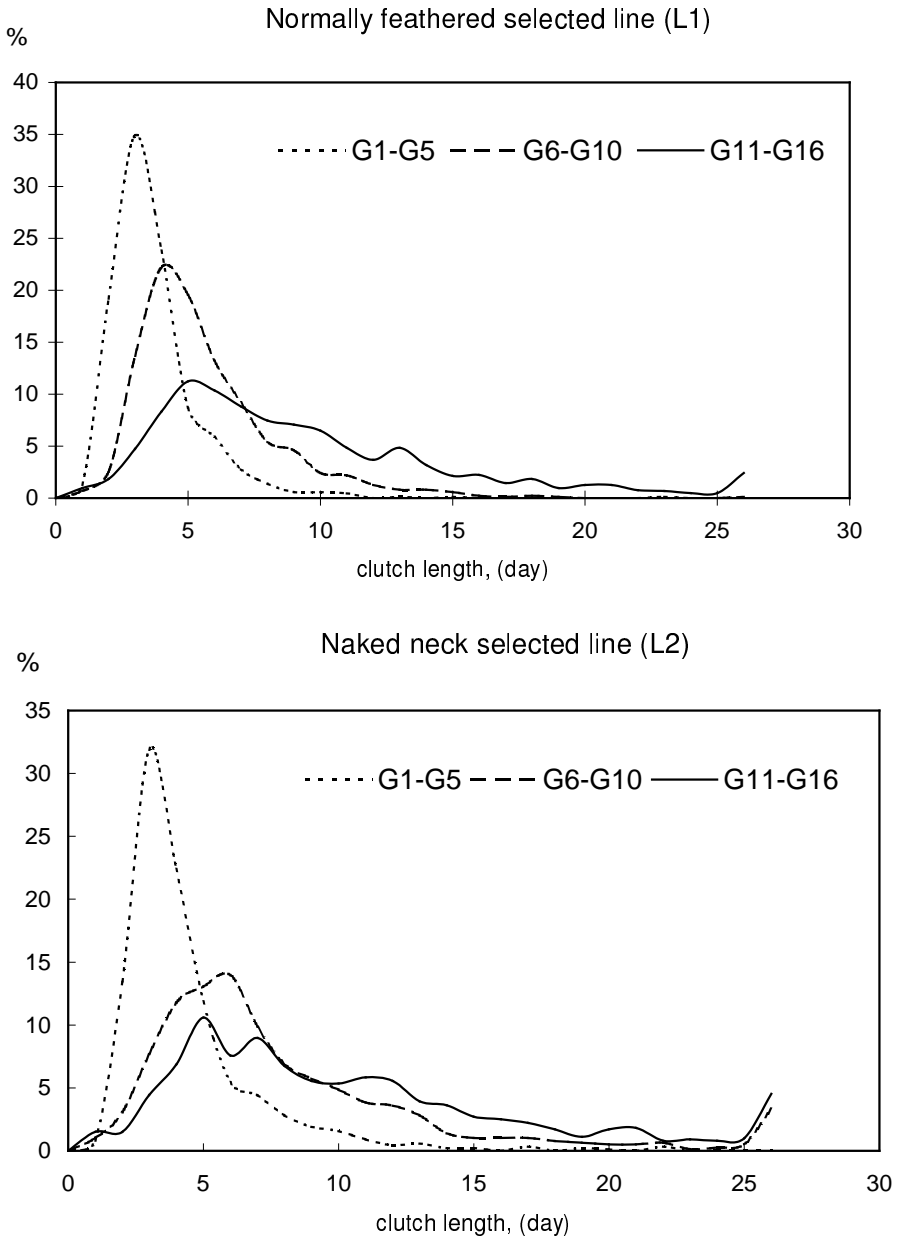 Normally feathered selected line (L1)
%
40
35
30
25
20
15
10
5
0
G1-G5 G6-G10 G11-G16
0 5 10 15 20 25 30
clutch length, (day)
Naked neck selected line (L2)
%
35
30
25
20
15
10
5
0
G1-G5 G6-G10 G11-G16
0 5 10 15 20 25 30
clutch length, (day)